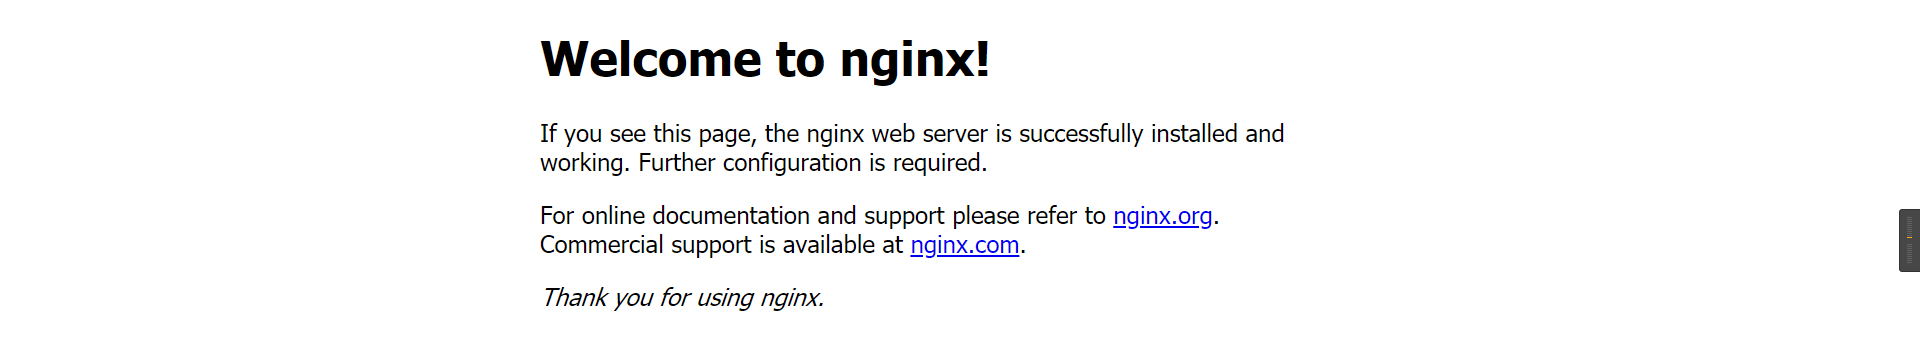 Welcome to nginx!
If you see this page, the nginx web server is successfully installed and
working. Further configuration is required.
For online documentation and support please refer to nginx.org.
Commercial support is available at nginx.com.
Thank you for using nginx.